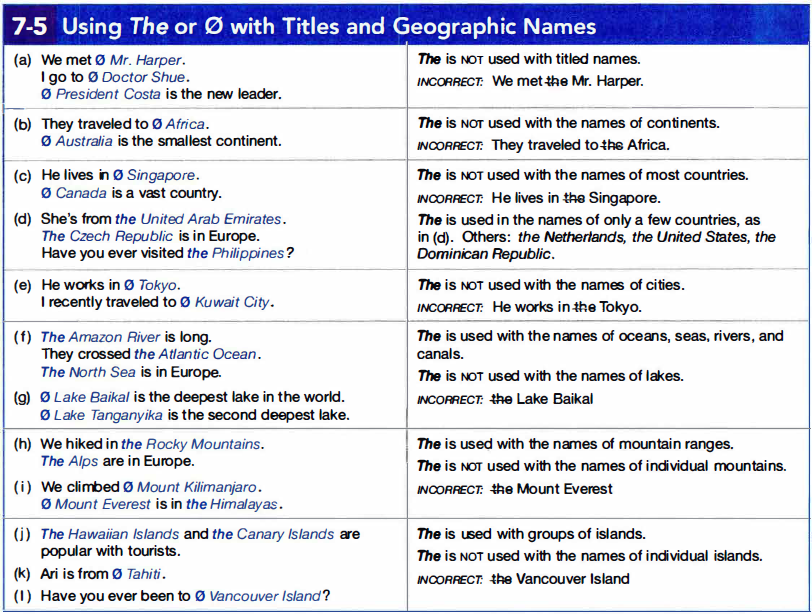 7-5 Using The or Ø with Titles and Geographic Names
(a) We met Ø Mr. Harper.
I go to Ø Doctor Shue.
Ø President Costa is the new leader.
The is NOT used with titled names.
INCORRECT: We met the Mr. Harper.
(b) They traveled to Ø Africa.
Ø Australia is the smallest continent.
The is NOT used with the names of continents.
INCORRECT: They traveled to the Africa.
(c) He lives in Ø Singapore.
Ø Canada is a vast country.
(d) She's from the United Arab Emirates.
The Czech Republic is in Europe.
Have you ever visited the Philippines?
The is NOT used with the names of most countries.
INCORRECT: He lives in the Singapore.
The is used in the names of only a few countries, as
in (d). Others: the Netherlands, the United States, the
Dominican Republic.
(e) He works in Ø Tokyo.
I recently traveled to Ø Kuwait City.
The is NOT used with the names of cities.
INCORRECT: He works in the Tokyo.
(f) The Amazon River is long.
They crossed the Atlantic Ocean.
The North Sea is in Europe.
(g) Ø Lake Baikal is the deepest lake in the world.
Ø Lake Tanganyika is the second deepest lake.
The is used with the names of oceans, seas, rivers, and
canals.
The is NOT used with the names of lakes.
INCORRECT: the Lake Baikal
(h) We hiked in the Rocky Mountains.
The Alps are in Europe.
(i) We climbed Ø Mount Kilimanjaro.
Ø Mount Everest is in the Himalayas.
The is used with the names of mountain ranges.
The is NOT used with the names of individual mountains.
INCORRECT: the Mount Everest
(j) The Hawaiian Islands and the Canary Islands are
popular with tourists.
(k) Ari is from Ø Tahiti.
(l) Have you ever been to Ø Vancouver Island?
The is used with groups of islands.
The is NOT used with the names of individual islands.
INCORRECT: the Vancouver Island